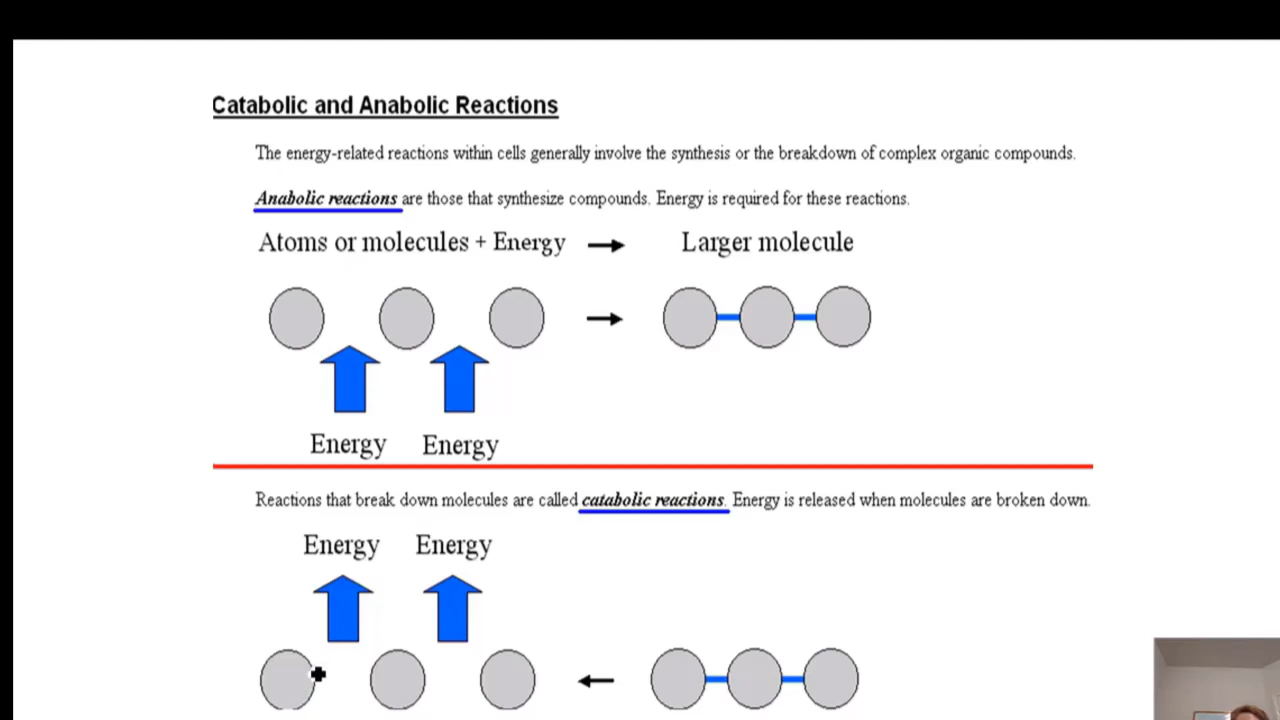 Catabolic and Anabolic Reactions
The energy-related reactions within cells generally involve the synthesis or the breakdown of complex organic compounds.
Anabolic reactions are those that synthesize compounds. Energy is required for these reactions.
Atoms or molecules + Energy → Larger molecule
Energy Energy
Reactions that break down molecules are called catabolic reactions. Energy is released when molecules are broken down.
Energy Energy